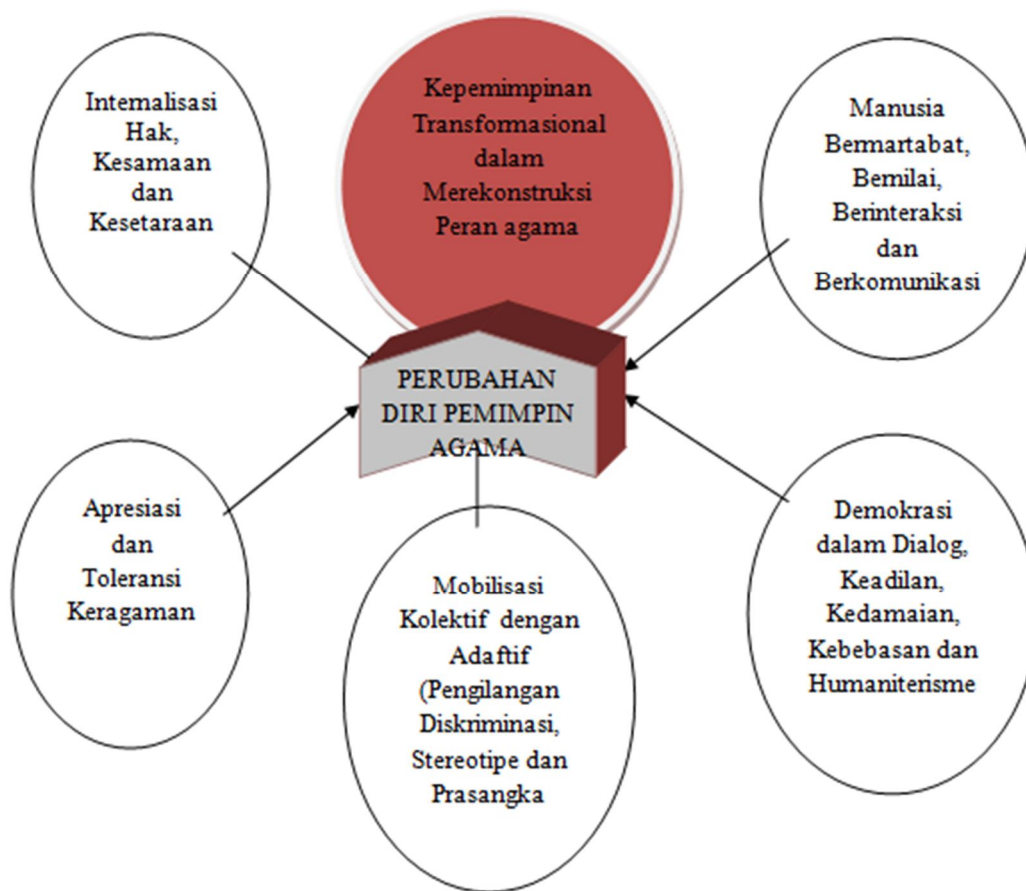 Internalisasi
Hak,
Kesamaan
dan
Kesetaraan
Kepemimpinan
Transformasional
dalam
Merekonstruksi
Peran agama
Manusia
Bermartabat,
Bernilai,
Berinteraksi
dan
Berkomunikasi
PERUBAHAN
DIRI PEMIMPIN
AGAMA
Apresiasi
dan
Toleransi
Keragaman
Mobilisasi
Kolektif dengan
Adaftif
(Pengilangan
Diskriminasi,
Stereotipe dan
Prasangka
Demokrasi
dalam Dialog,
Keadilan,
Kedamaian,
Kebebasan dan
Humaniterisme